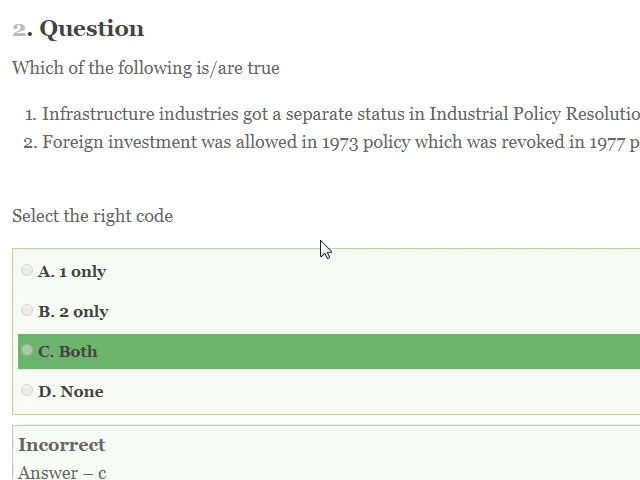 2. Question
Which of the following is/are true
1. Infrastructure industries got a separate status in Industrial Policy
2. Foreign investment was allowed in 1973 policy which was revoked in 1977
Select the right code
A. 1 only
B. 2 only
C. Both
D. None
Incorrect
Answer – c